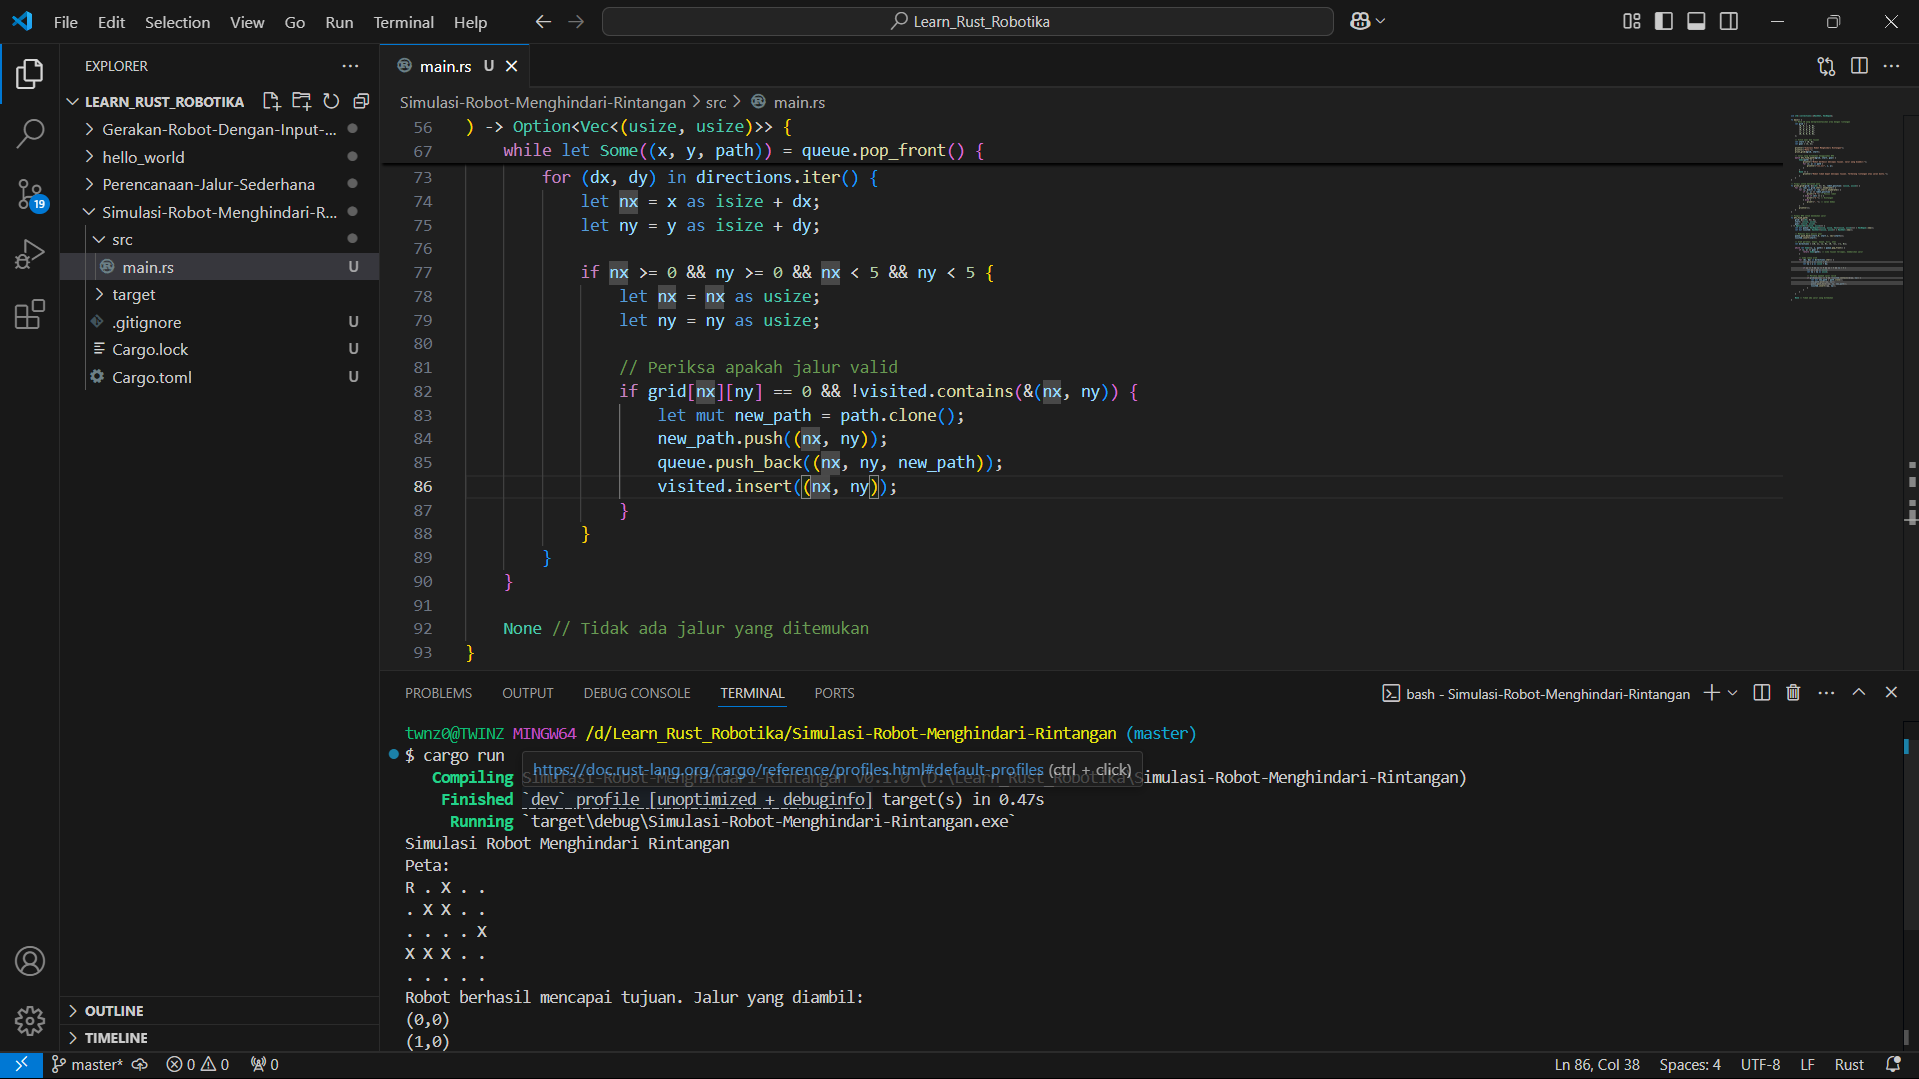 File Edit Selection View Go Run Terminal Help
Learn_Rust_Robotika
EXPLORER
LEARN_RUST_ROBOTIKA
Gerakan-Robot-Dengan-Input-...
hello_world
Perencanaan-Jalur-Sederhana
Simulasi-Robot-Menghindari-R...
src
main.rs U
target
.gitignore U
Cargo.lock U
Cargo.toml U
OUTLINE
TIMELINE
main.rs U
Simulasi-Robot-Menghindari-Rintangan > src > main.rs
56 ) -> Option<Vec<(usize, usize)>> {
67 while let Some((x, y, path)) = queue.pop_front() {
73 for (dx, dy) in directions.iter() {
74 let nx = x as isize + dx;
75 let ny = y as isize + dy;
76
77 if nx >= 0 && ny >= 0 && nx < 5 && ny < 5 {
78 let nx = nx as usize;
79 let ny = ny as usize;
80
81 // Periksa apakah jalur valid
82 if grid[nx][ny] == 0 && !visited.contains(&(nx, ny)) {
83 let mut new_path = path.clone();
84 new_path.push((nx, ny));
85 queue.push_back((nx, ny, new_path));
86 visited.insert((nx, ny));
87 }
88 }
89 }
90 }
91
92 None // Tidak ada jalur yang ditemukan
93 }
PROBLEMS OUTPUT DEBUG CONSOLE TERMINAL PORTS
bash - Simulasi-Robot-Menghindari-Rintangan
twnz0@TWINZ MINGW64 /d/Learn_Rust_Robotika/Simulasi-Robot-Menghindari-Rintangan (master)
$ cargo run
https://doc.rust-lang.org/cargo/reference/profiles.html#default-profiles (ctrl + click)
Compiling Simulasi-Robot-Menghindari-Rintangan v0.1.0 (D:\Learn_Rust_Robotika\Simulasi-Robot-Menghindari-Rintangan)
Finished `dev` profile [unoptimized + debuginfo] target(s) in 0.47s
Running `target\debug\Simulasi-Robot-Menghindari-Rintangan.exe`
Simulasi Robot Menghindari Rintangan
Peta:
R . X . .
. X X . .
. . . . X
X X X . .
. . . . .
Robot berhasil mencapai tujuan. Jalur yang diambil:
(0,0)
(1,0)
19
master* 0 0 0
Ln 86, Col 38 Spaces: 4 UTF-8 LF Rust